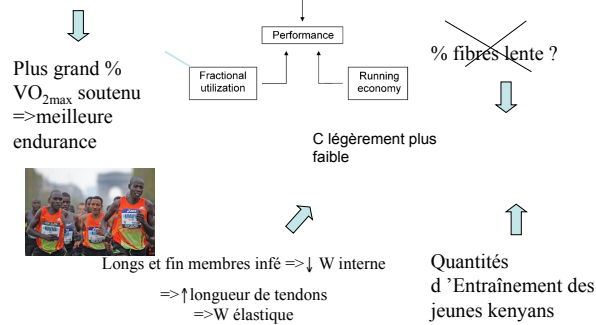 Performance
% fibres lente ?
Plus grand %
VO2max soutenu
=>meilleure
endurance
Fractional
utilization
Running
economy
C légèrement plus
faible
Longs et fin membres infé =>↓ W interne
=>↑longueur de tendons
=>W élastique
Quantités
d ’Entraînement des
jeunes kenyans